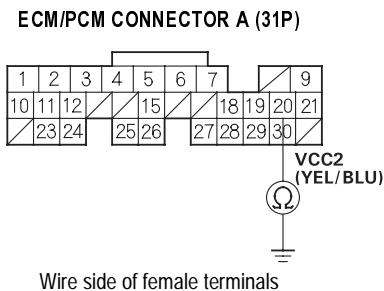 ECM/PCM CONNECTOR A (31P)
1 2 3 4 5 6 7 9
10 11 12 15 18 19 20 21
23 24 25 26 27 28 29 30
VCC2
(YEL/BLU)
Ω
Wire side of female terminals